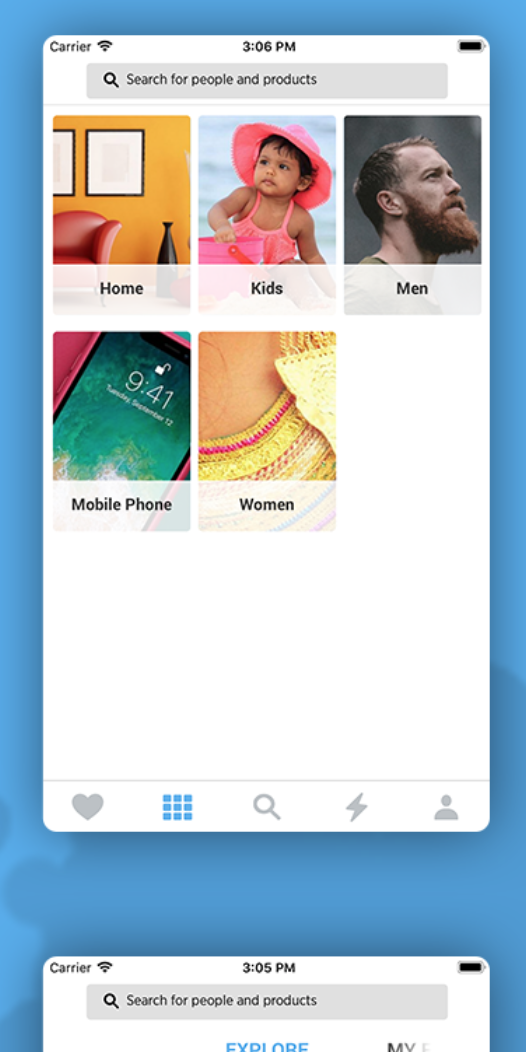 Carrier 3:06 PM
Search for people and products
Home Kids Men
9:41
Tuesday, September 12
Mobile Phone Women
Carrier 3:05 PM
Search for people and products
EXPLORE MY